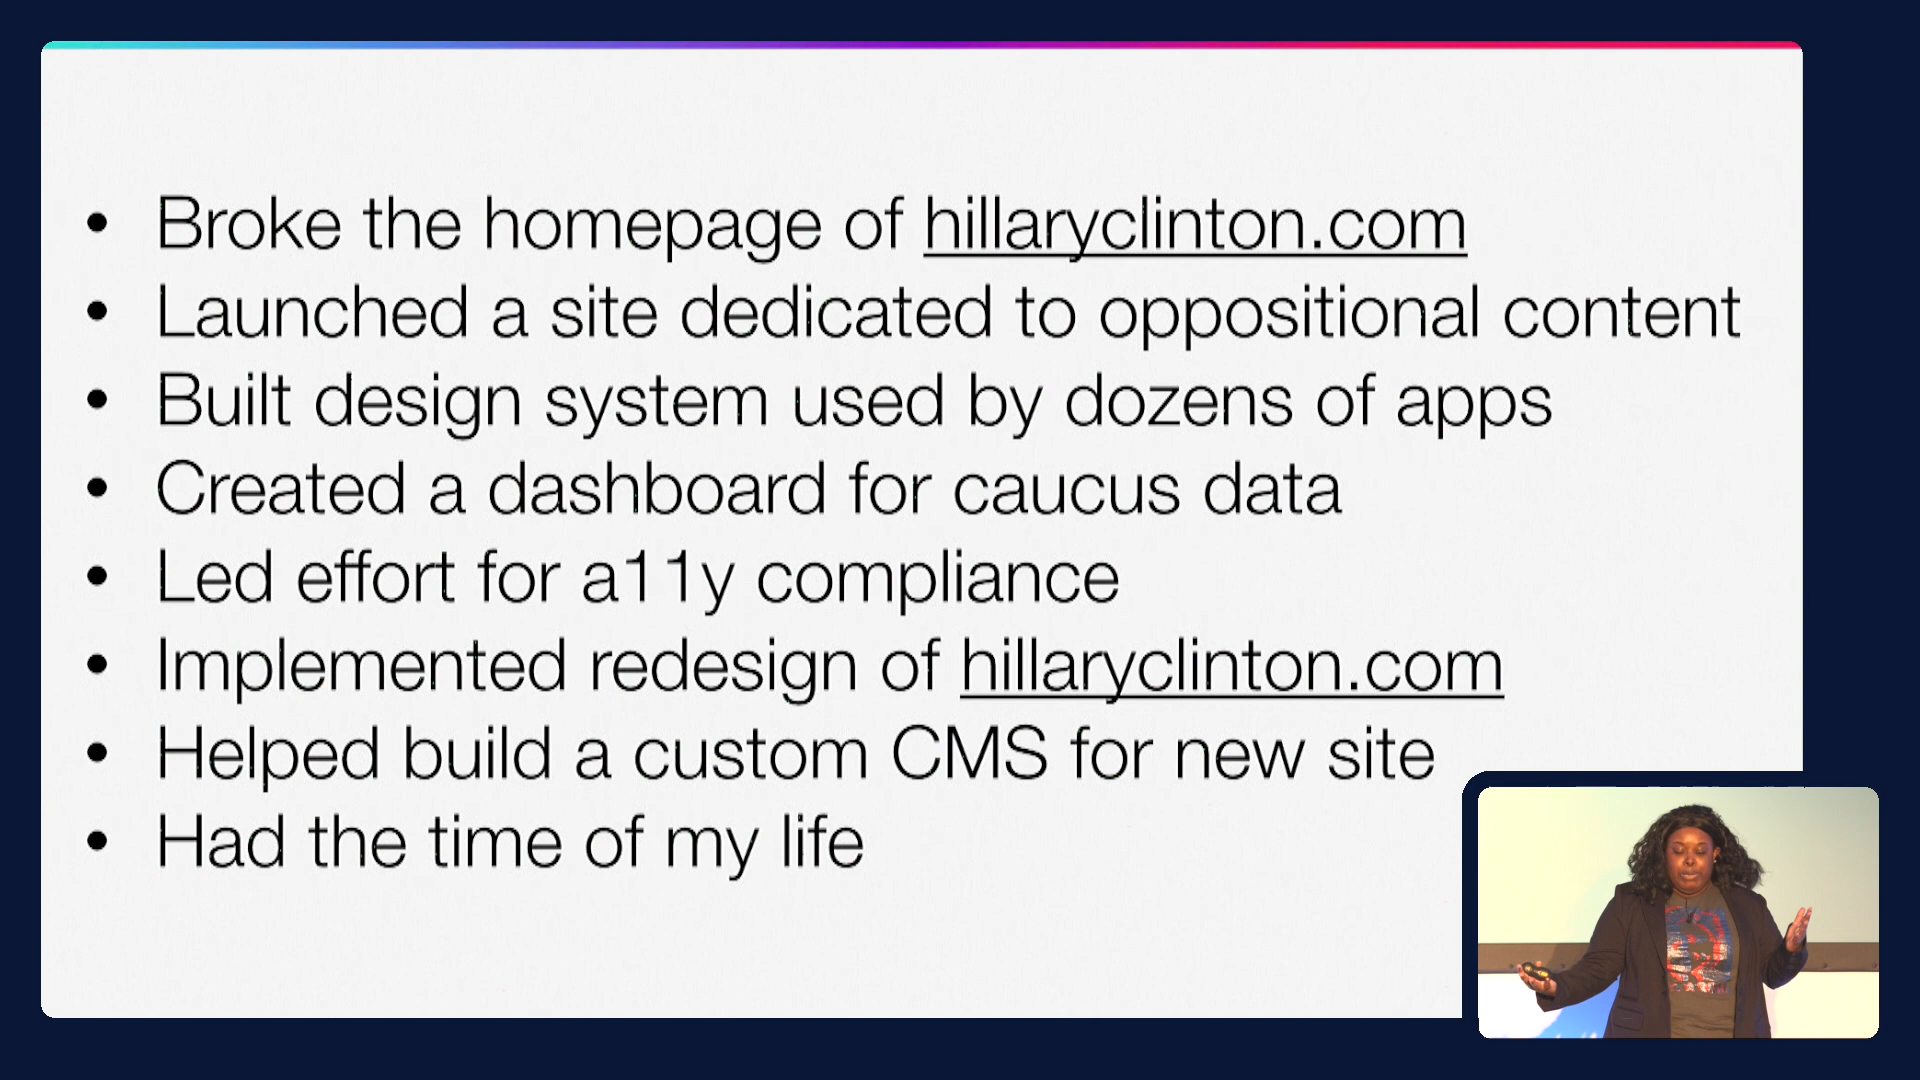 • Broke the homepage of hillaryclinton.com
• Launched a site dedicated to oppositional content
• Built design system used by dozens of apps
• Created a dashboard for caucus data
• Led effort for a11y compliance
• Implemented redesign of hillaryclinton.com
• Helped build a custom CMS for new site
• Had the time of my life